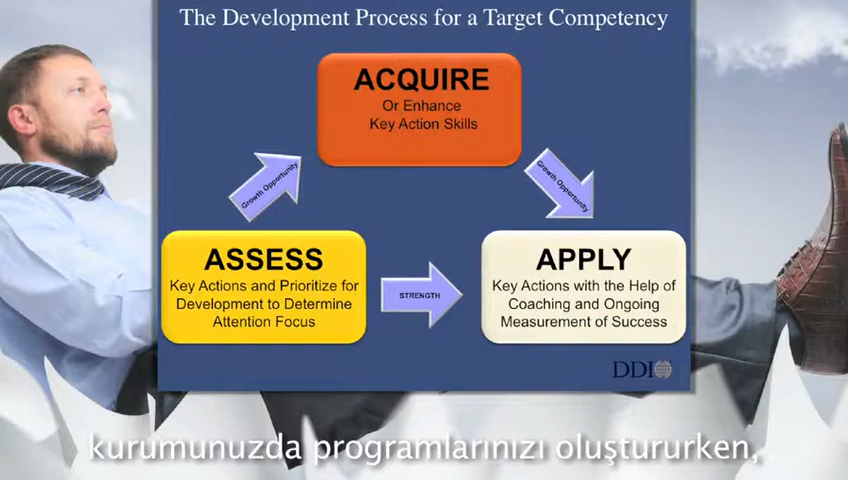 The Development Process for a Target Competency
ACQUIRE
Or Enhance
Key Action Skills
Growth Opportunity
Growth Opportunity
ASSESS
Key Actions and Prioritize for
Development to Determine
Attention Focus
STRENGTH
APPLY
Key Actions with the Help of
Coaching and Ongoing
Measurement of Success
DDI
kurumunuzda programlarınızı oluştururken,